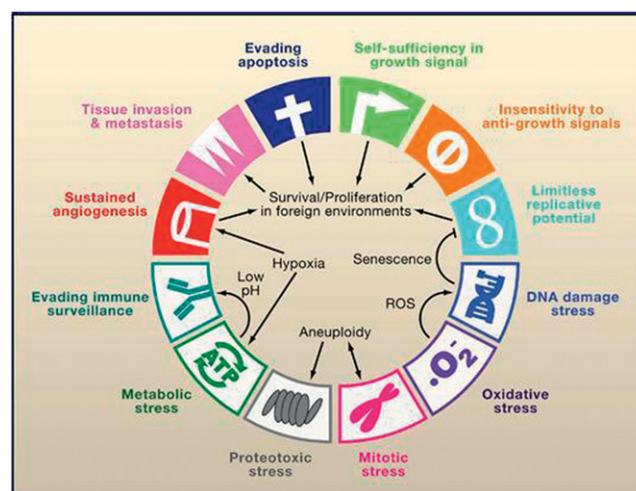 Evading
apoptosis
Self-sufficiency in
growth signal
Tissue invasion
& metastasis
Insensitivity to
anti-growth signals
Sustained
angiogenesis
Survival/Proliferation
in foreign environments
Limitless
replicative
potential
Senescence
Hypoxia
Low
pH
Evading immune
surveillance
ROS
DNA damage
stress
Aneuploidy
ATP
•O2-
Metabolic
stress
Oxidative
stress
Proteotoxic
stress
Mitotic
stress